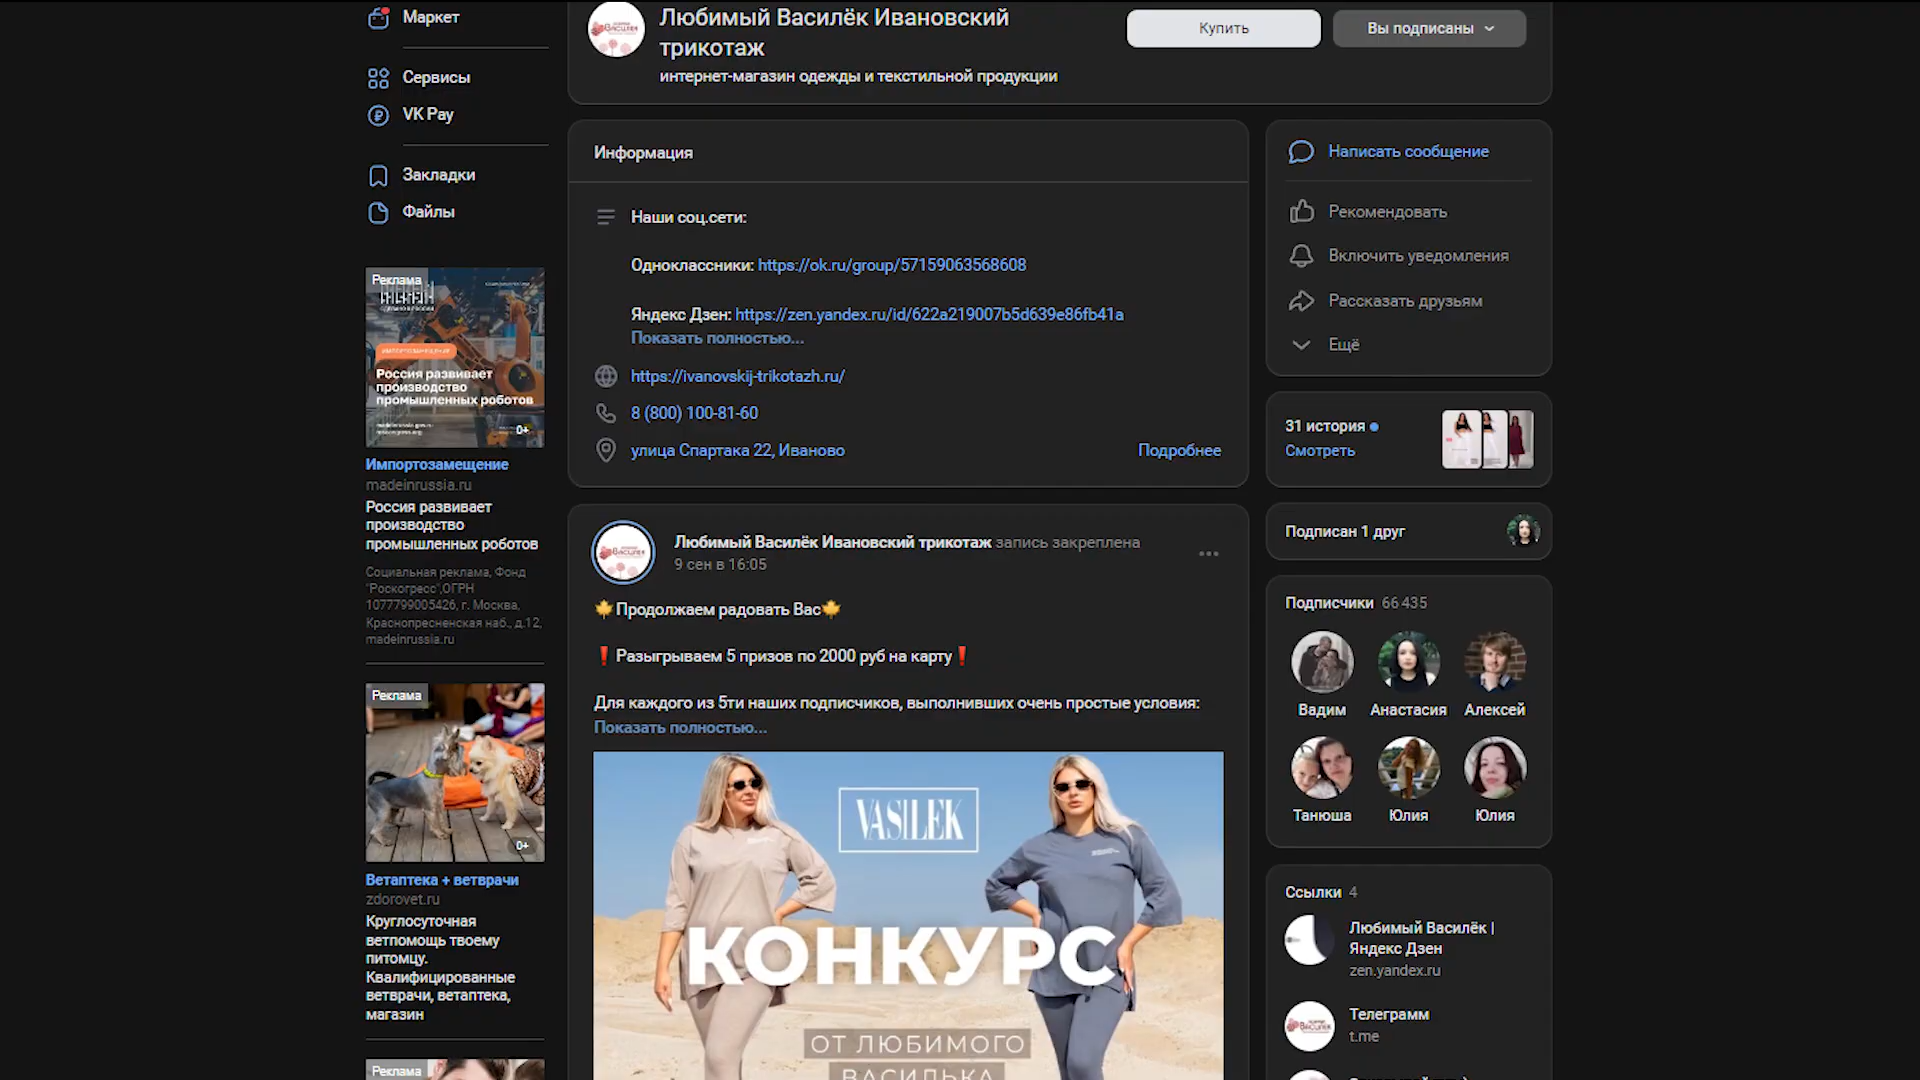 Маркет
Сервисы
VK Pay
Закладки
Файлы
Реклама
СДЕЛАНО В РОССИИ
ИМПОРТОЗАМЕЩЕНИЕ
Россия развивает
производство
промышленных роботов
0+
Импортозамещение
madeinrussia.ru
Россия развивает
производство
промышленных роботов
Социальная реклама, Фонд
"Роскогресс",ОГРН
1077799005426, г. Москва,
Краснопресненская наб., д.12,
madeinrussia.ru
Реклама
0+
Ветаптека + ветврачи
zdorovet.ru
Круглосуточная
ветпомощь твоему
питомцу.
Квалифицированные
ветврачи, ветаптека,
магазин
Реклама
Любимый Василёк Ивановский
трикотаж
интернет-магазин одежды и текстильной продукции
Купить
Вы подписаны
Информация
Наши соц.сети:
Одноклассники: https://ok.ru/group/57159063568608
Яндекс Дзен: https://zen.yandex.ru/id/622a219007b5d639e86fb41a
Показать полностью...
https://ivanovskij-trikotazh.ru/
8 (800) 100-81-60
улица Спартака 22, Иваново
Подробнее
Василек
Любимый Василёк Ивановский трикотаж запись закреплена
9 сен в 16:05
🍁Продолжаем радовать Вас🍁
❗Разыгрываем 5 призов по 2000 руб на карту❗
Для каждого из 5ти наших подписчиков, выполнивших очень простые условия:
Показать полностью...
VASILEK
КОНКУРС
ОТ ЛЮБИМОГО
ВАСИЛЬКА
Написать сообщение
Рекомендовать
Включить уведомления
Рассказать друзьям
Ещё
31 история
Смотреть
Подписан 1 друг
Подписчики 66 435
Вадим
Анастасия
Алексей
Танюша
Юлия
Юлия
Ссылки 4
Любимый Василёк |
Яндекс Дзен
zen.yandex.ru
Василек
Телеграмм
t.me